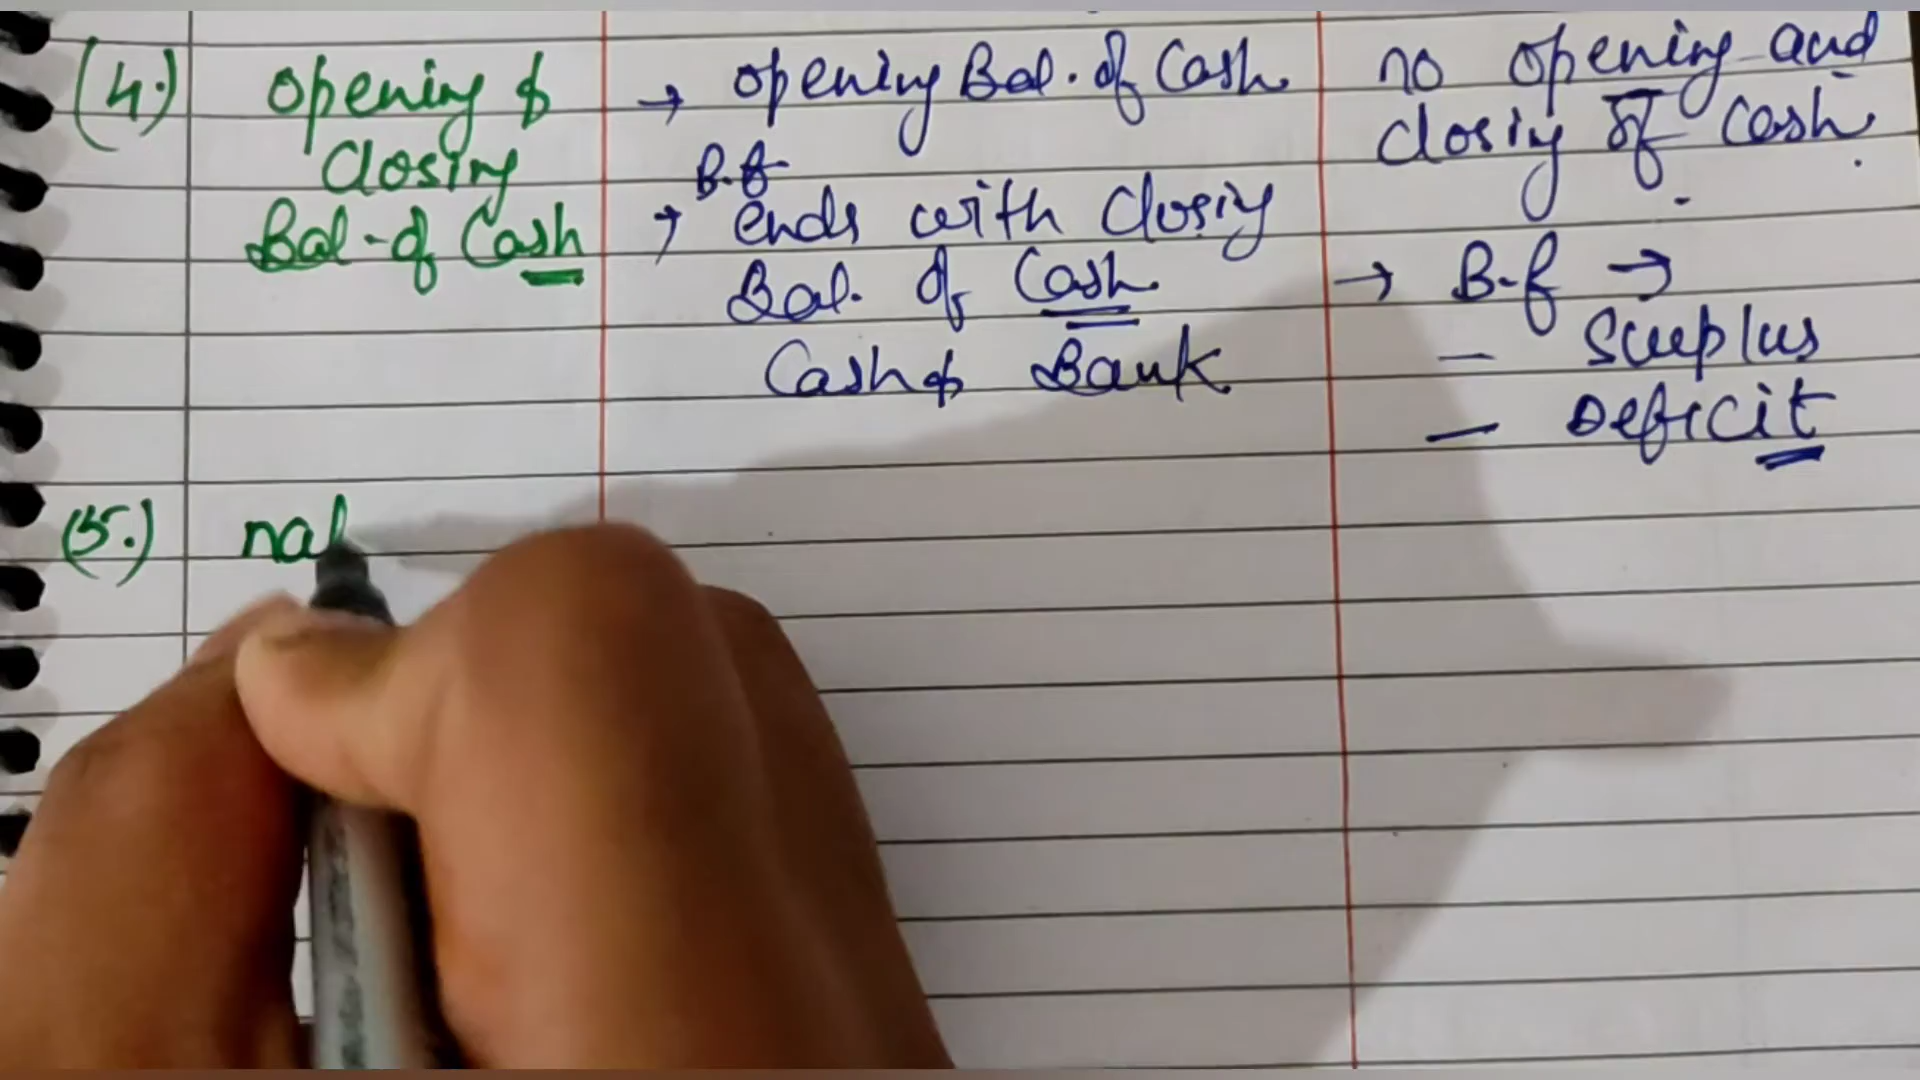 (4.)
Opening &
Closing
Bal. of Cash
→ opening Bal. of Cash
B.f
→ ends with Closing
Bal. of Cash
Cash & Bank
no opening and
closing of Cash.
→ B.f →
– Surplus
– Deficit
(5.)
nat